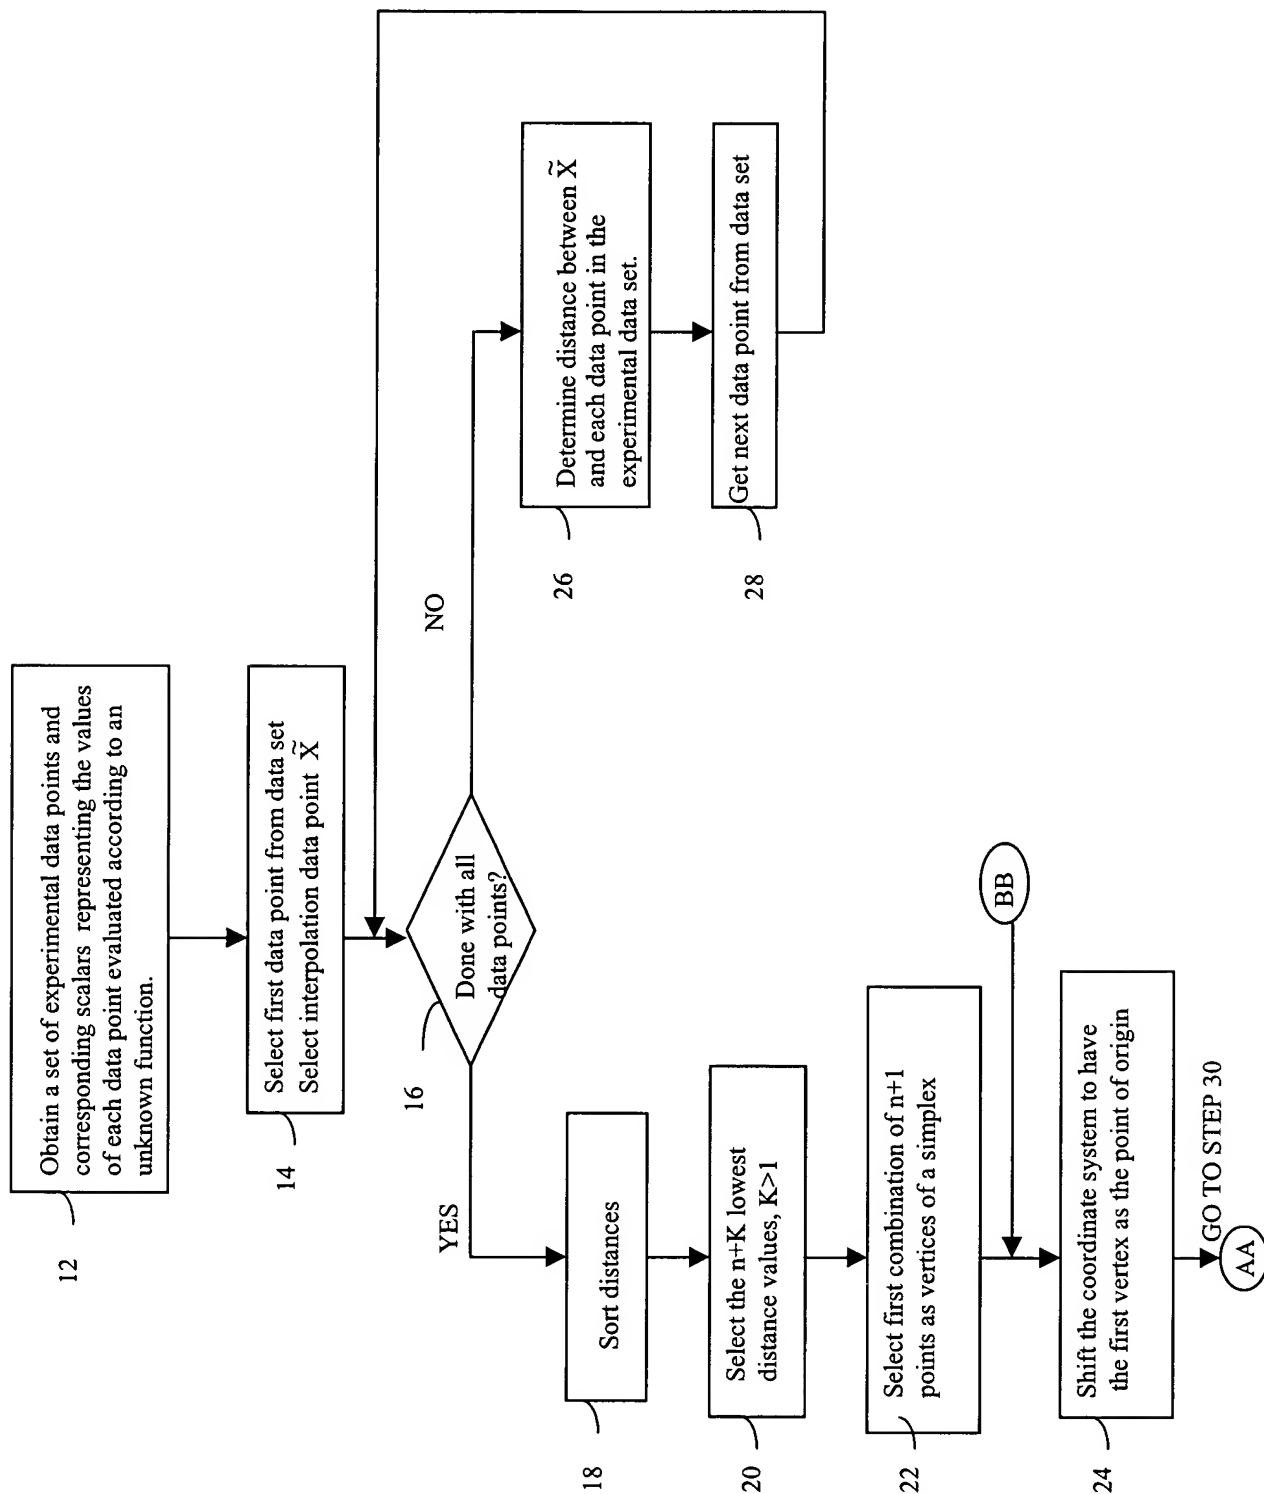 Obtain a set of experimental data points and
corresponding scalars representing the values
of each data point evaluated according to an
unknown function.
12
Select first data point from data set
Select interpolation data point X̃
14
Done with all
data points?
16
NO
YES
Determine distance between X̃
and each data point in the
experimental data set.
26
Get next data point from data set
28
Sort distances
18
Select the n+K lowest
distance values, K>1
20
Select first combination of n+1
points as vertices of a simplex
22
BB
Shift the coordinate system to have
the first vertex as the point of origin
24
GO TO STEP 30
AA